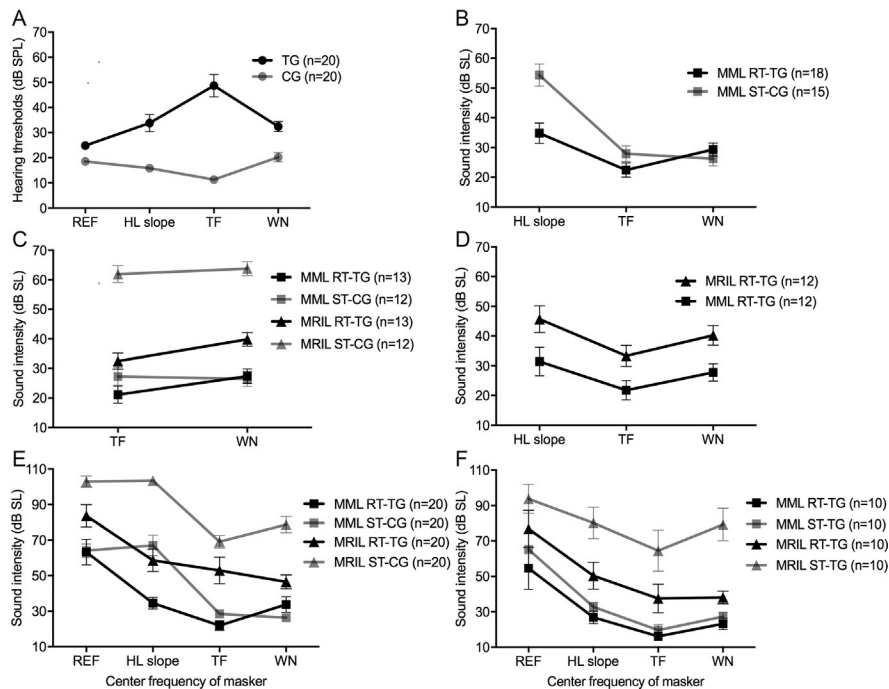 A
Hearing thresholds (dB SPL)
70
60
50
40
30
20
10
0
REF
HL slope
TF
WN
TG (n=20)
CG (n=20)
B
Sound intensity (dB SL)
70
60
50
40
30
20
10
HL slope
TF
WN
MML RT-TG (n=18)
MML ST-CG (n=15)
C
Sound intensity (dB SL)
70
60
50
40
30
20
10
TF
WN
MML RT-TG (n=13)
MML ST-CG (n=12)
MRIL RT-TG (n=13)
MRIL ST-CG (n=12)
D
Sound intensity (dB SL)
70
60
50
40
30
20
10
HL slope
TF
WN
MRIL RT-TG (n=12)
MML RT-TG (n=12)
E
Sound intensity (dB SL)
110
90
70
50
30
10
REF
HL slope
TF
WN
Center frequency of masker
MML RT-TG (n=20)
MML ST-CG (n=20)
MRIL RT-TG (n=20)
MRIL ST-CG (n=20)
F
Sound intensity (dB SL)
110
90
70
50
30
10
REF
HL slope
TF
WN
Center frequency of masker
MML RT-TG (n=10)
MML ST-TG (n=10)
MRIL RT-TG (n=10)
MRIL ST-TG (n=10)